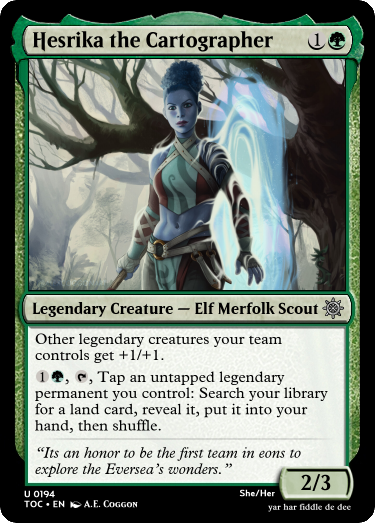 Hesrika the Cartographer 1
Legendary Creature — Elf Merfolk Scout
Other legendary creatures your team
controls get +1/+1.
1, Tap an untapped legendary
permanent you control: Search your library
for a land card, reveal it, put it into your
hand, then shuffle.
“Its an honor to be the first team in eons to
explore the Eversea's wonders.”
2/3
U 0194 She/Her
TOC • EN A.E. Coggon yar har fiddle de dee